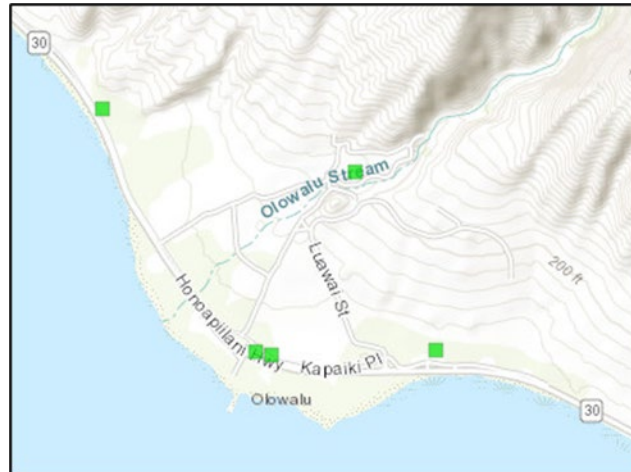 30
Olowalu Stream
Luawai St
200 ft
Honoapiilani Hwy
Kapaiki Pl
Olowalu
30